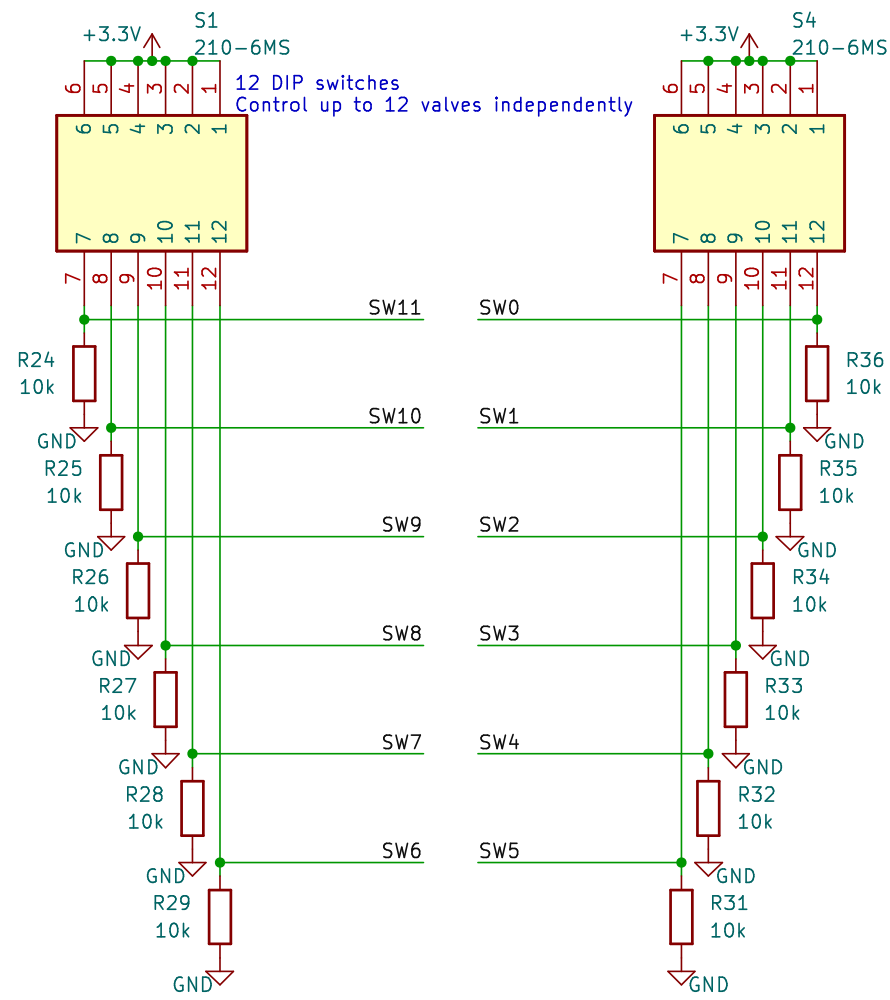 +3.3V
S1
210-6MS
12 DIP switches
Control up to 12 valves independently
6 5 4 3 2 1
6 5 4 3 2 1
7 8 9 10 11 12
7 8 9 10 11 12
+3.3V
S4
210-6MS
6 5 4 3 2 1
6 5 4 3 2 1
7 8 9 10 11 12
7 8 9 10 11 12
SW11
SW0
R24
10k
GND
R36
10k
GND
SW10
SW1
R25
10k
GND
R35
10k
GND
SW9
SW2
R26
10k
GND
R34
10k
GND
SW8
SW3
R27
10k
GND
R33
10k
GND
SW7
SW4
R28
10k
GND
R32
10k
GND
SW6
SW5
R29
10k
GND
R31
10k
GND